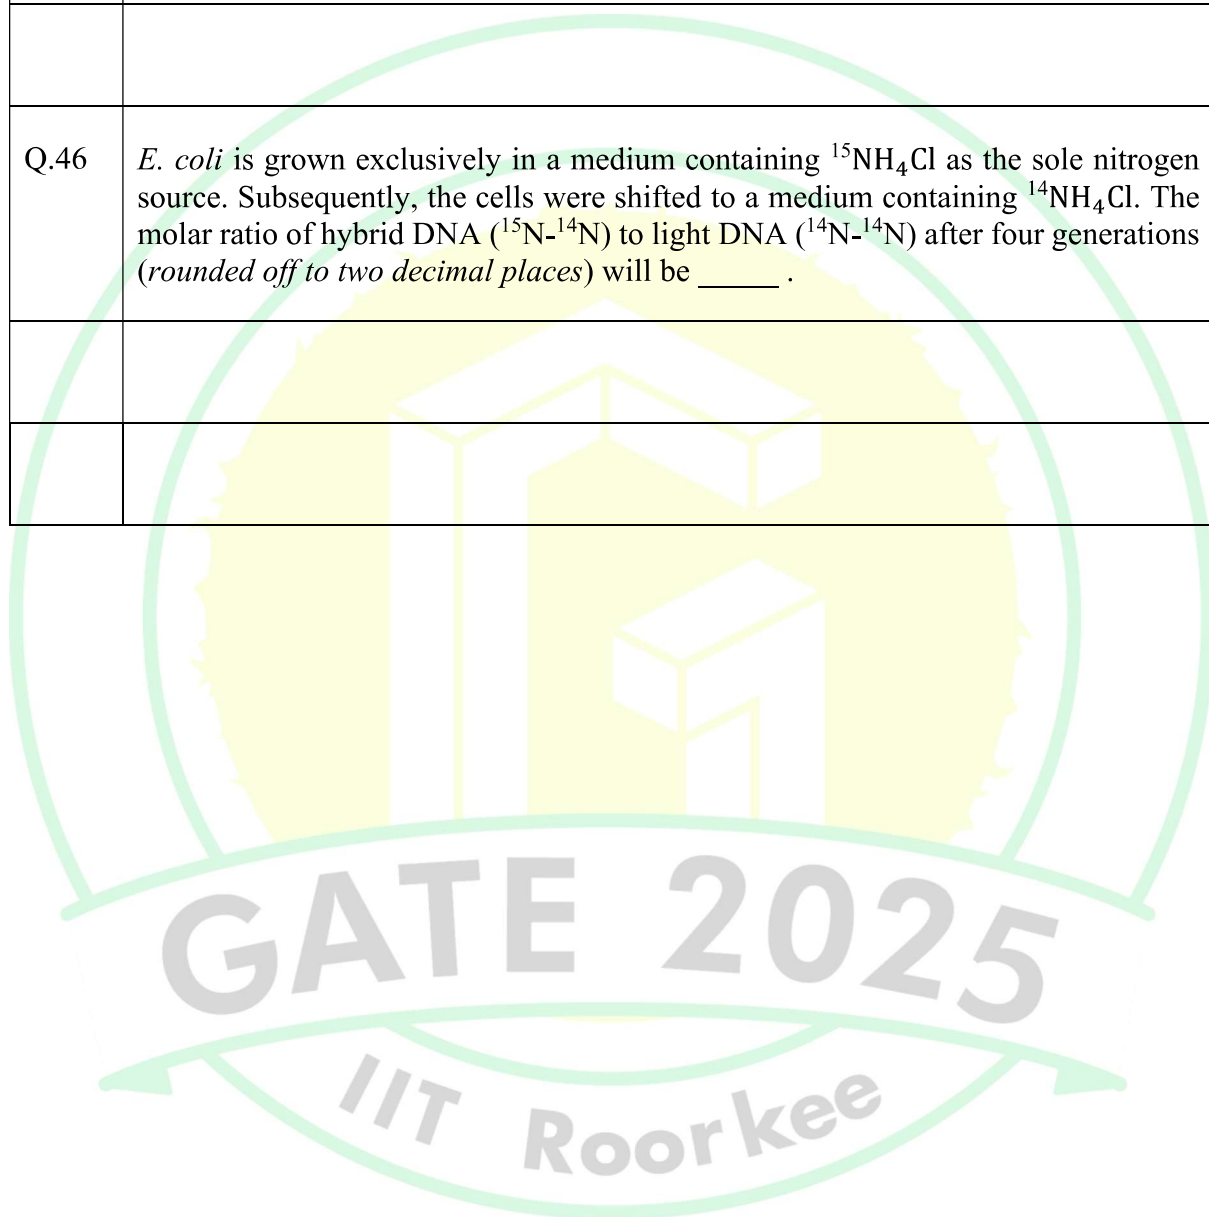 Q.46 E. coli is grown exclusively in a medium containing ¹⁵NH₄Cl as the sole nitrogen
source. Subsequently, the cells were shifted to a medium containing ¹⁴NH₄Cl. The
molar ratio of hybrid DNA (¹⁵N-¹⁴N) to light DNA (¹⁴N-¹⁴N) after four generations
(rounded off to two decimal places) will be ______ .
GATE 2025
IIT Roorkee